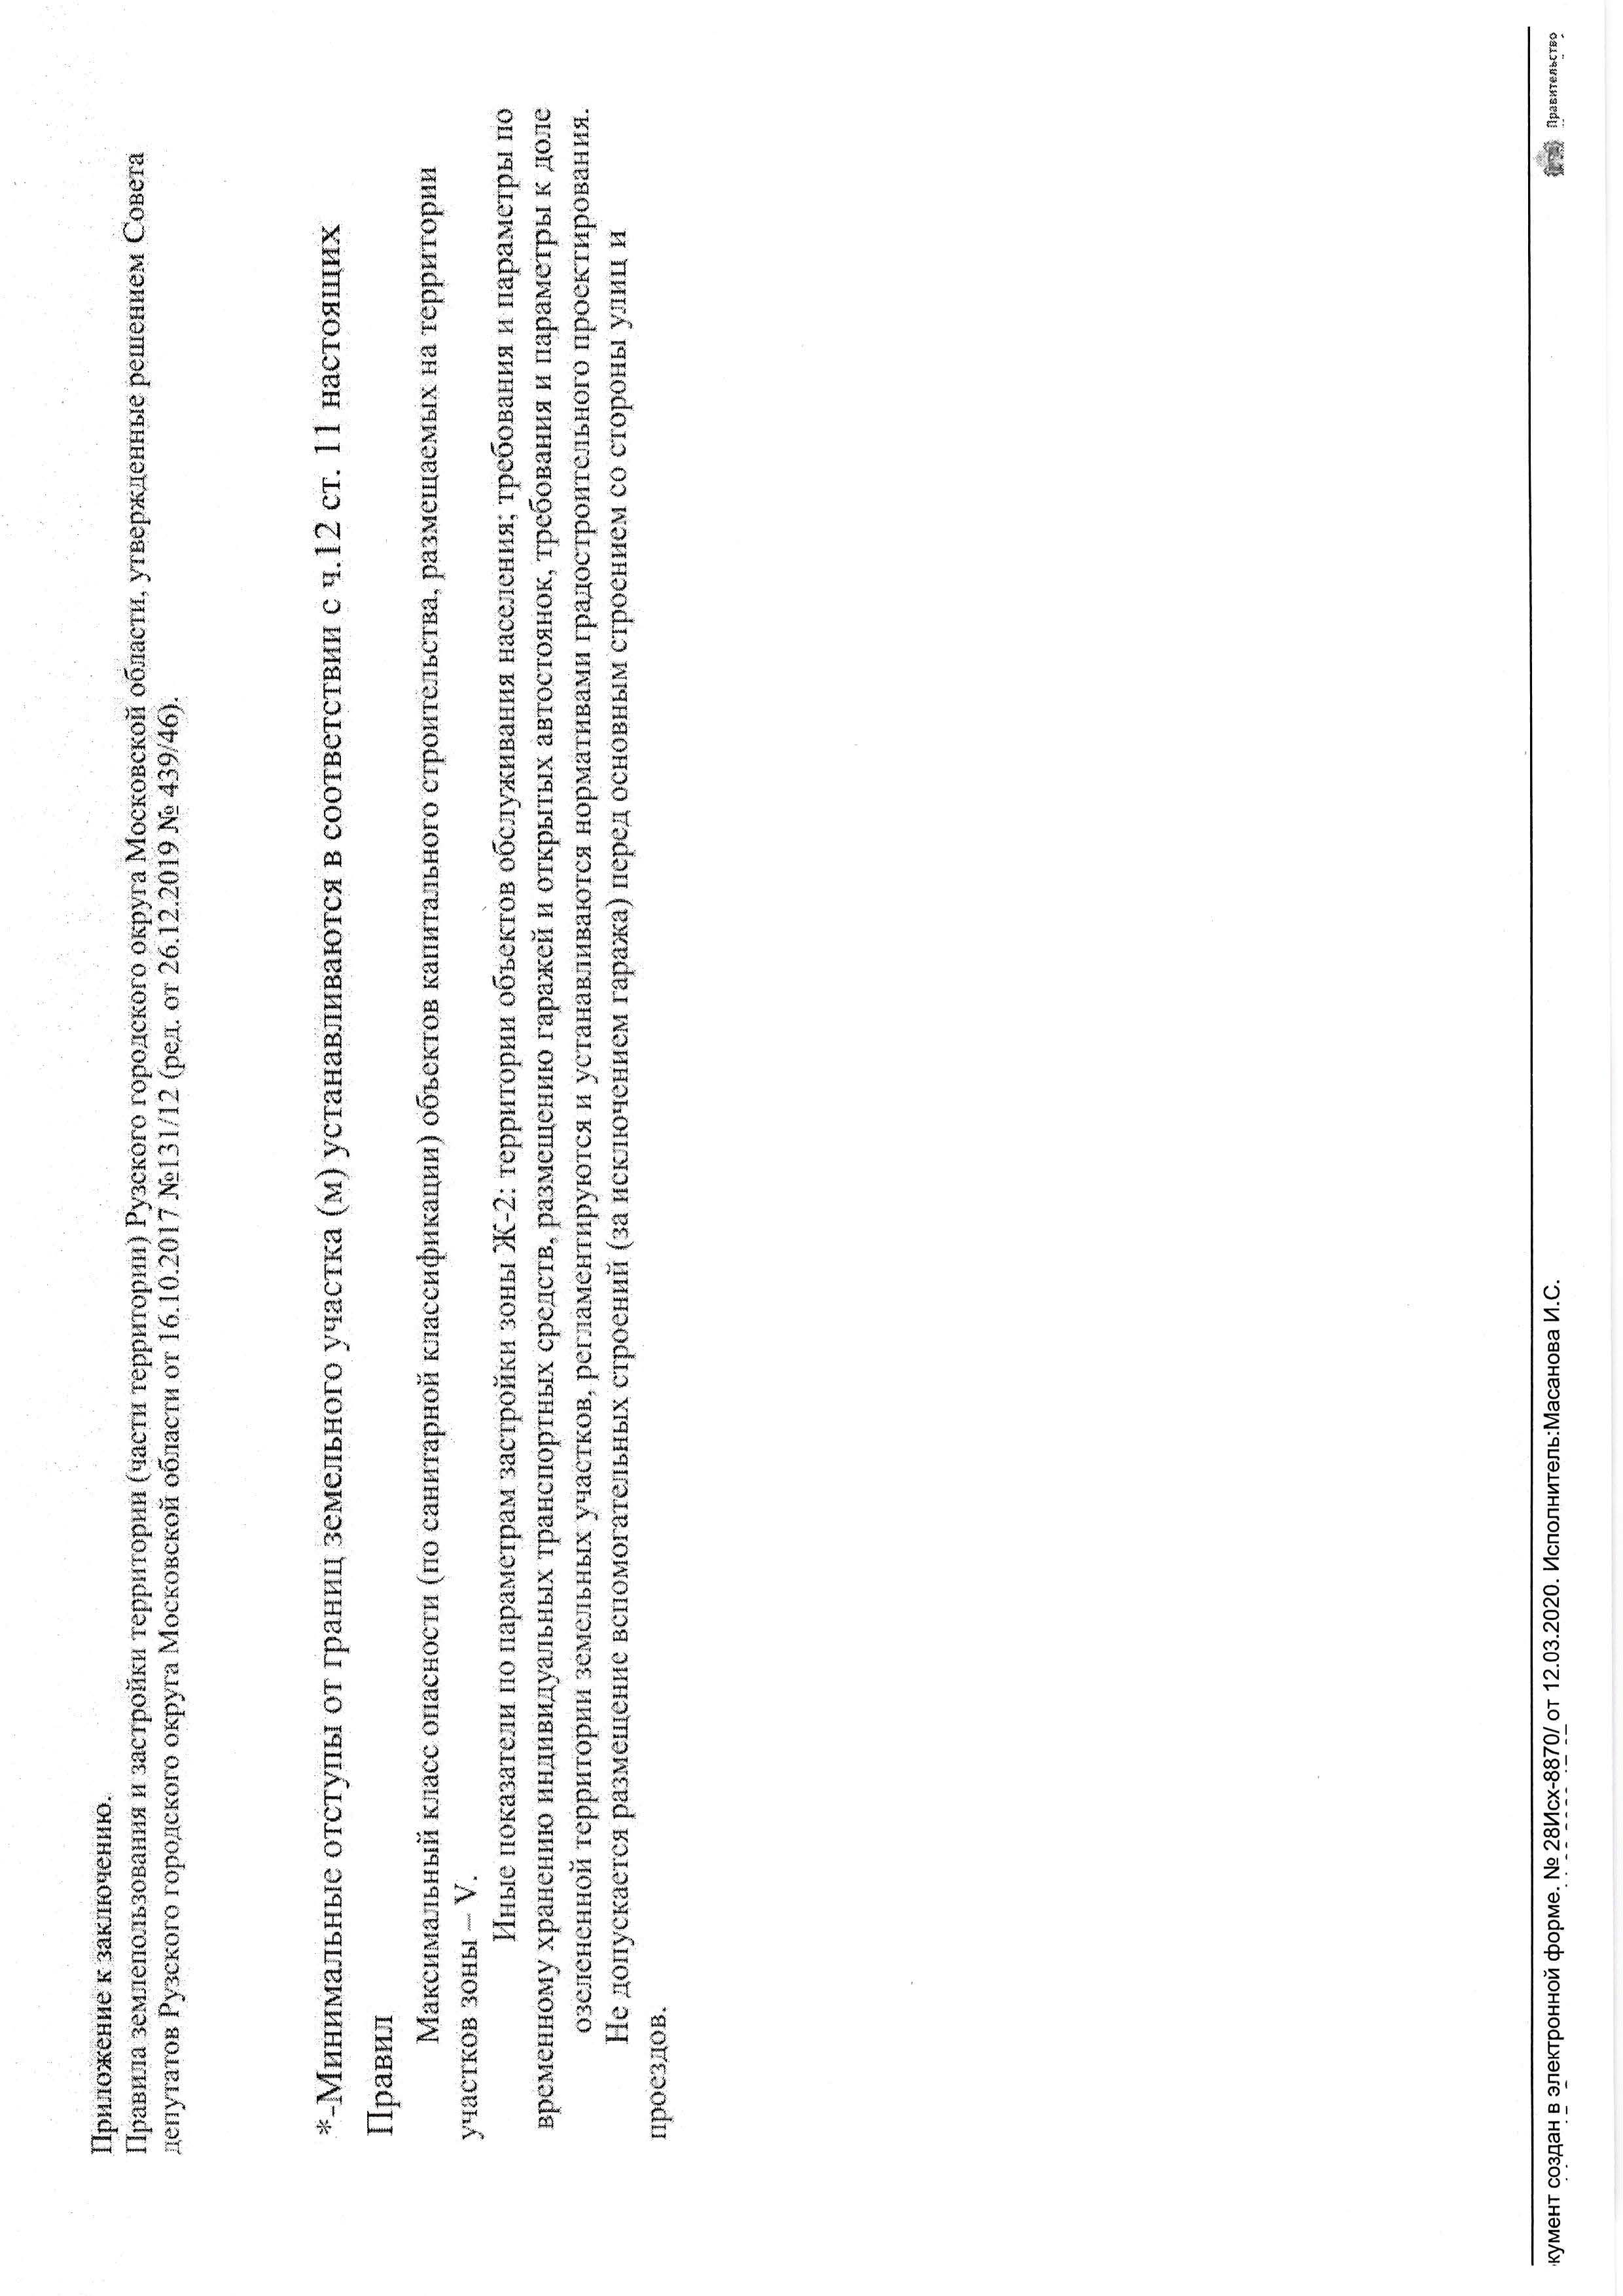 Приложение к заключению.
Правила землепользования и застройки территории (части территории) Рузского городского округа Московской области, утвержденные решением Совета
депутатов Рузского городского округа Московской области от 16.10.2017 №131/12 (ред. от 26.12.2019 № 439/46).
*-Минимальные отступы от границ земельного участка (м) устанавливаются в соответствии с ч.12 ст. 11 настоящих
Правил
Максимальный класс опасности (по санитарной классификации) объектов капитального строительства, размещаемых на территории
участков зоны – V.
Иные показатели по параметрам застройки зоны Ж-2: территории объектов обслуживания населения; требования и параметры по
временному хранению индивидуальных транспортных средств, размещению гаражей и открытых автостоянок, требования и параметры к доле
озелененной территории земельных участков, регламентируются и устанавливаются нормативами градостроительного проектирования.
Не допускается размещение вспомогательных строений (за исключением гаража) перед основным строением со стороны улиц и
проездов.
кумент создан в электронной форме. № 28Исх-8870/ от 12.03.2020. Исполнитель:Масанова И.С.
Правительство